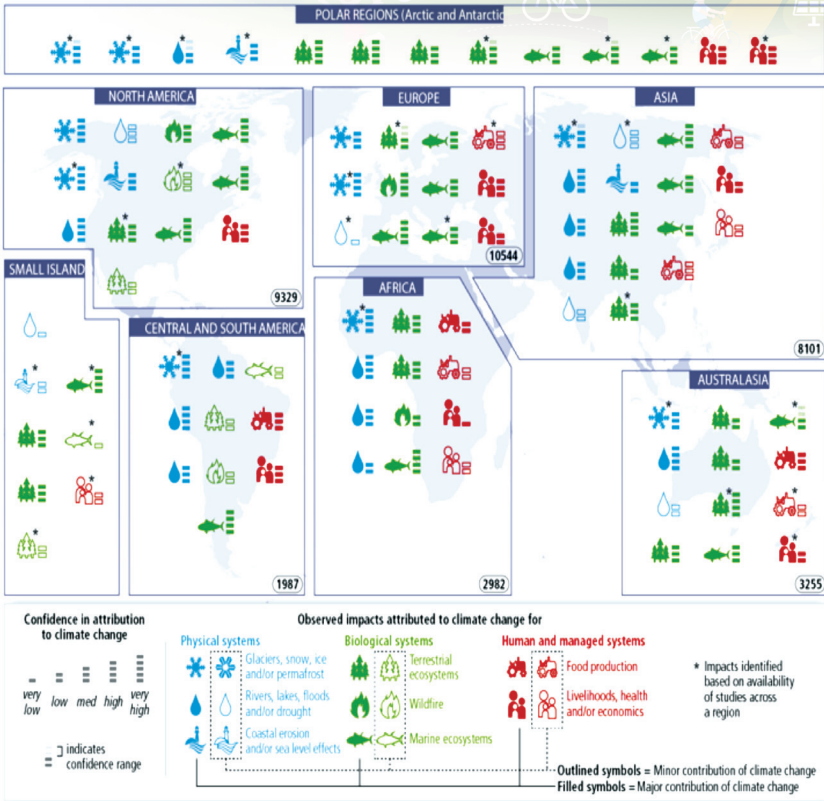 POLAR REGIONS (Arctic and Antarctic
NORTH AMERICA
EUROPE
ASIA
10544
9329
SMALL ISLAND
CENTRAL AND SOUTH AMERICA
AFRICA
8101
AUSTRALASIA
1987
2982
3255
Confidence in attribution
to climate change
very
low
low
med
high
very
high
indicates
confidence range
Observed impacts attributed to climate change for
Physical systems
Glaciers, snow, ice
and/or permafrost
Rivers, lakes, floods
and/or drought
Coastal erosion
and/or sea level effects
Biological systems
Terrestrial
ecosystems
Wildfire
Marine ecosystems
Human and managed systems
Food production
Livelihoods, health
and/or economics
* Impacts identified
based on availability
of studies across
a region
Outlined symbols = Minor contribution of climate change
Filled symbols = Major contribution of climate change